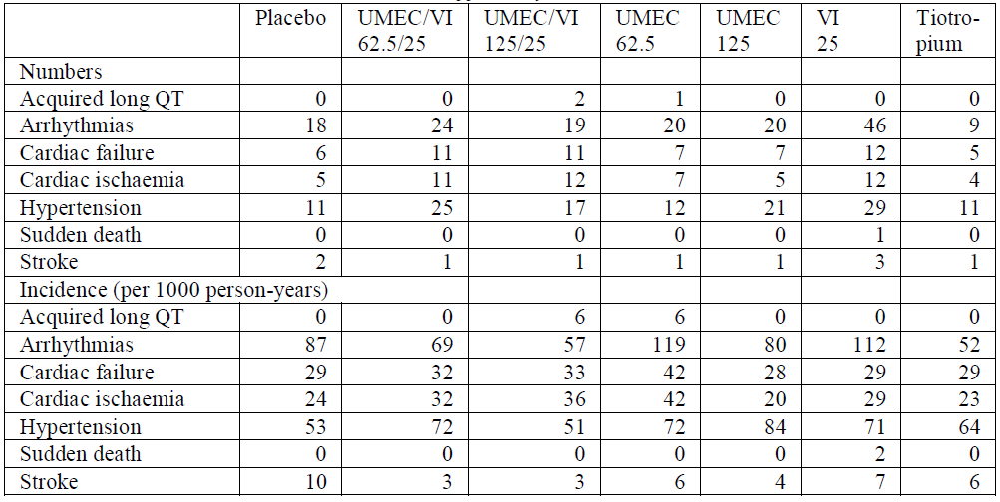 Placebo UMEC/VI 62.5/25 UMEC/VI 125/25 UMEC 62.5 UMEC 125 VI 25 Tiotro-pium
Numbers
Acquired long QT 0 0 2 1 0 0 0
Arrhythmias 18 24 19 20 20 46 9
Cardiac failure 6 11 11 7 7 12 5
Cardiac ischaemia 5 11 12 7 5 12 4
Hypertension 11 25 17 12 21 29 11
Sudden death 0 0 0 0 0 1 0
Stroke 2 1 1 1 1 3 1
Incidence (per 1000 person-years)
Acquired long QT 0 0 6 6 0 0 0
Arrhythmias 87 69 57 119 80 112 52
Cardiac failure 29 32 33 42 28 29 29
Cardiac ischaemia 24 32 36 42 20 29 23
Hypertension 53 72 51 72 84 71 64
Sudden death 0 0 0 0 0 2 0
Stroke 10 3 3 6 4 7 6